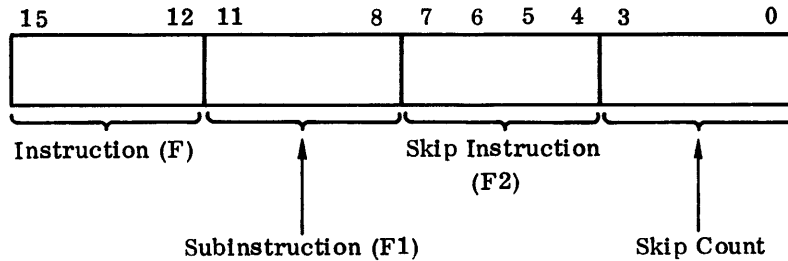 15 12 11 8 7 6 5 4 3 0
Instruction (F)
Skip Instruction
(F2)
Subinstruction (F1)
Skip Count